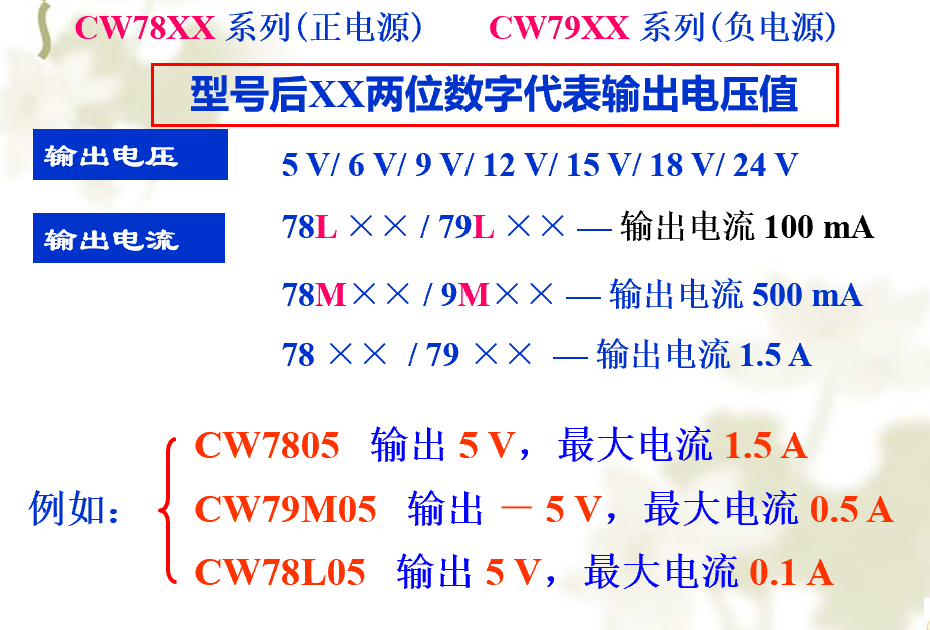 CW78XX 系列(正电源) CW79XX 系列(负电源)
型号后XX两位数字代表输出电压值
输出电压 5 V/ 6 V/ 9 V/ 12 V/ 15 V/ 18 V/ 24 V
输出电流 78L ×× / 79L ×× — 输出电流 100 mA
78M×× / 9M×× — 输出电流 500 mA
78 ×× / 79 ×× — 输出电流 1.5 A
CW7805 输出 5 V，最大电流 1.5 A
例如： CW79M05 输出 － 5 V，最大电流 0.5 A
CW78L05 输出 5 V，最大电流 0.1 A